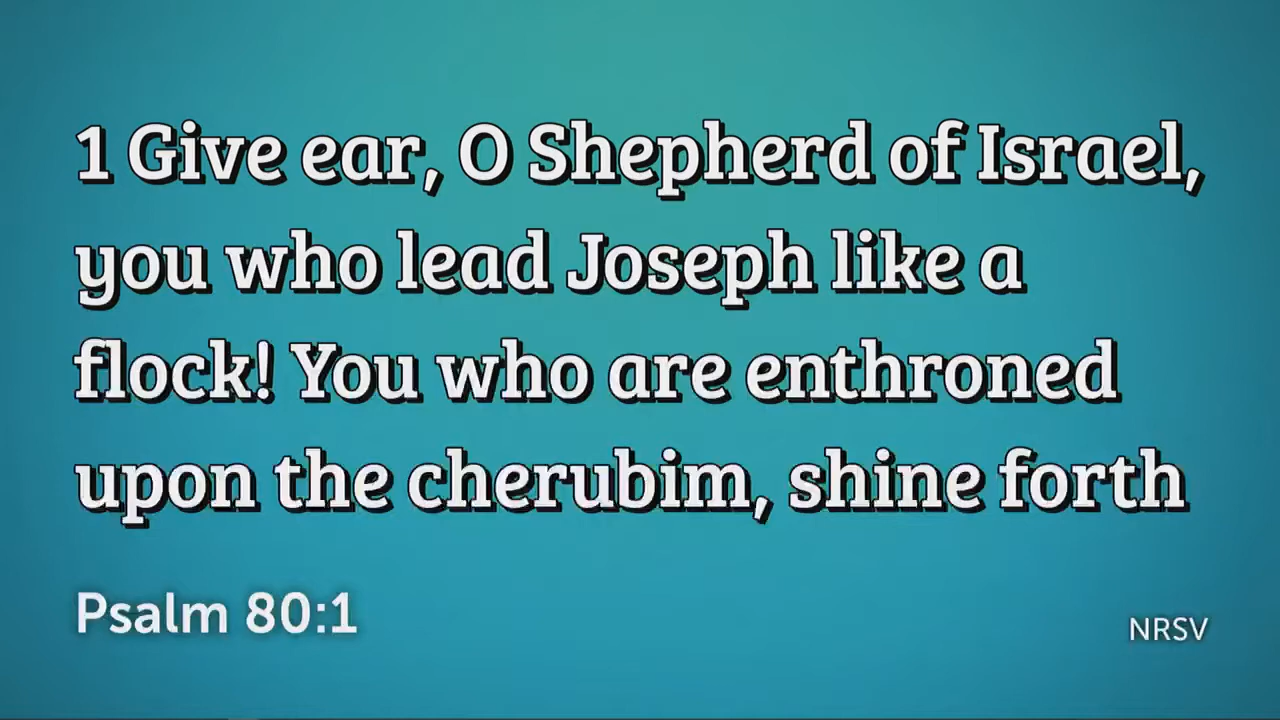 1 Give ear, O Shepherd of Israel,
you who lead Joseph like a
flock! You who are enthroned
upon the cherubim, shine forth
Psalm 80:1
NRSV